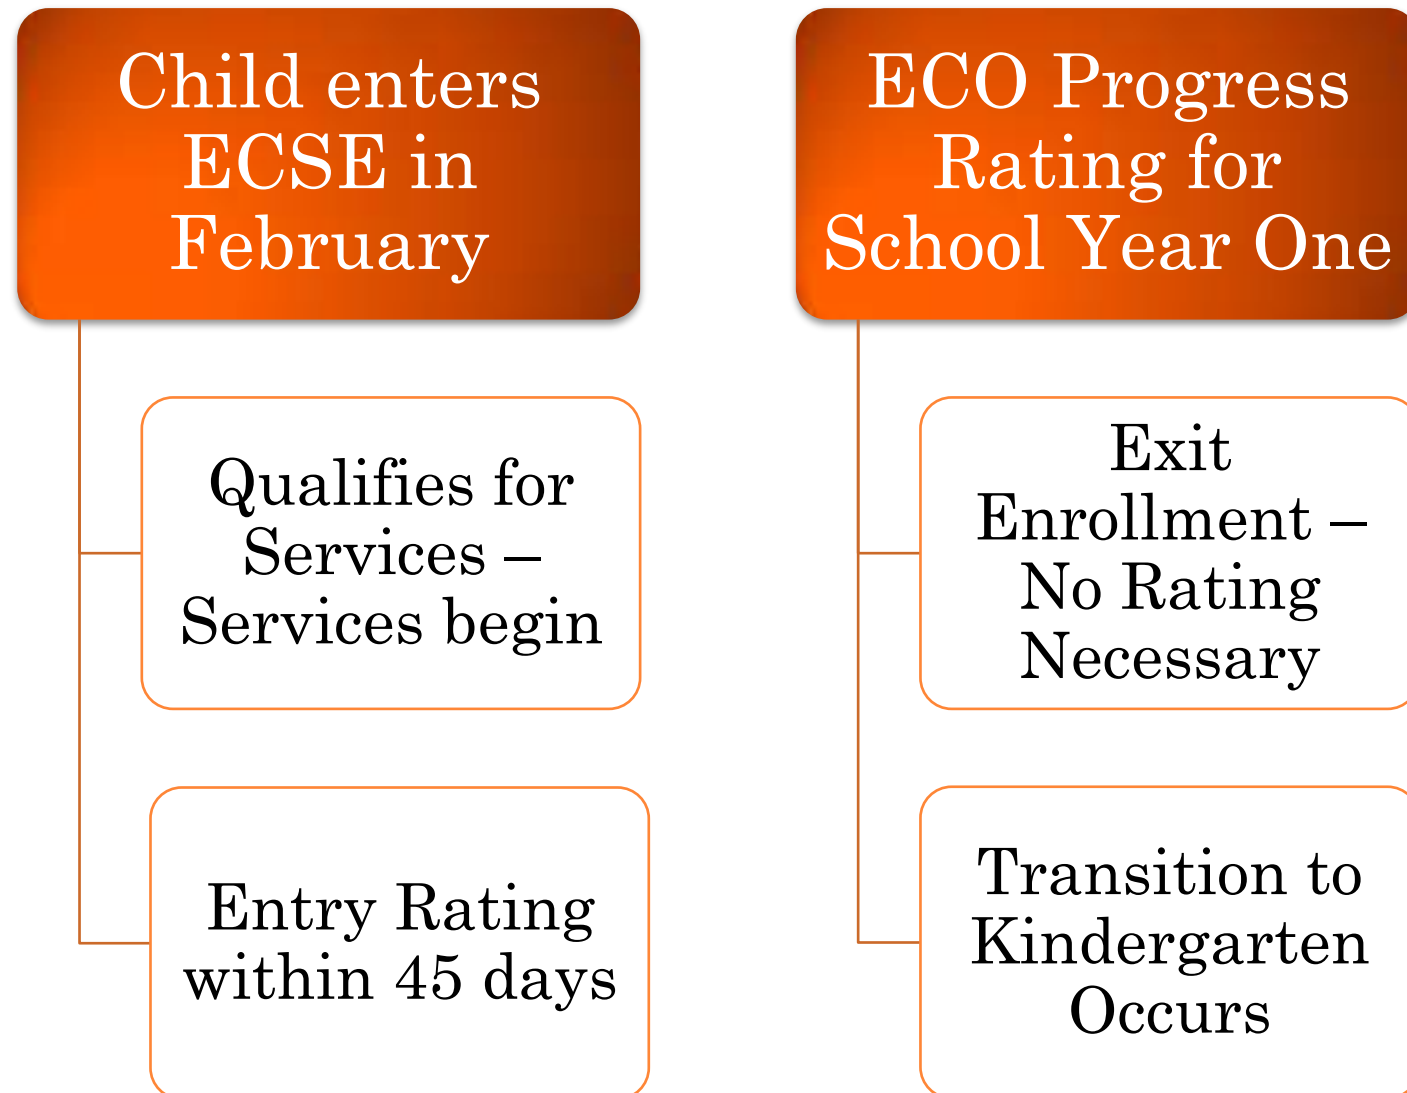 Child enters
ECSE in
February
Qualifies for
Services –
Services begin
Entry Rating
within 45 days
ECO Progress
Rating for
School Year One
Exit
Enrollment –
No Rating
Necessary
Transition to
Kindergarten
Occurs